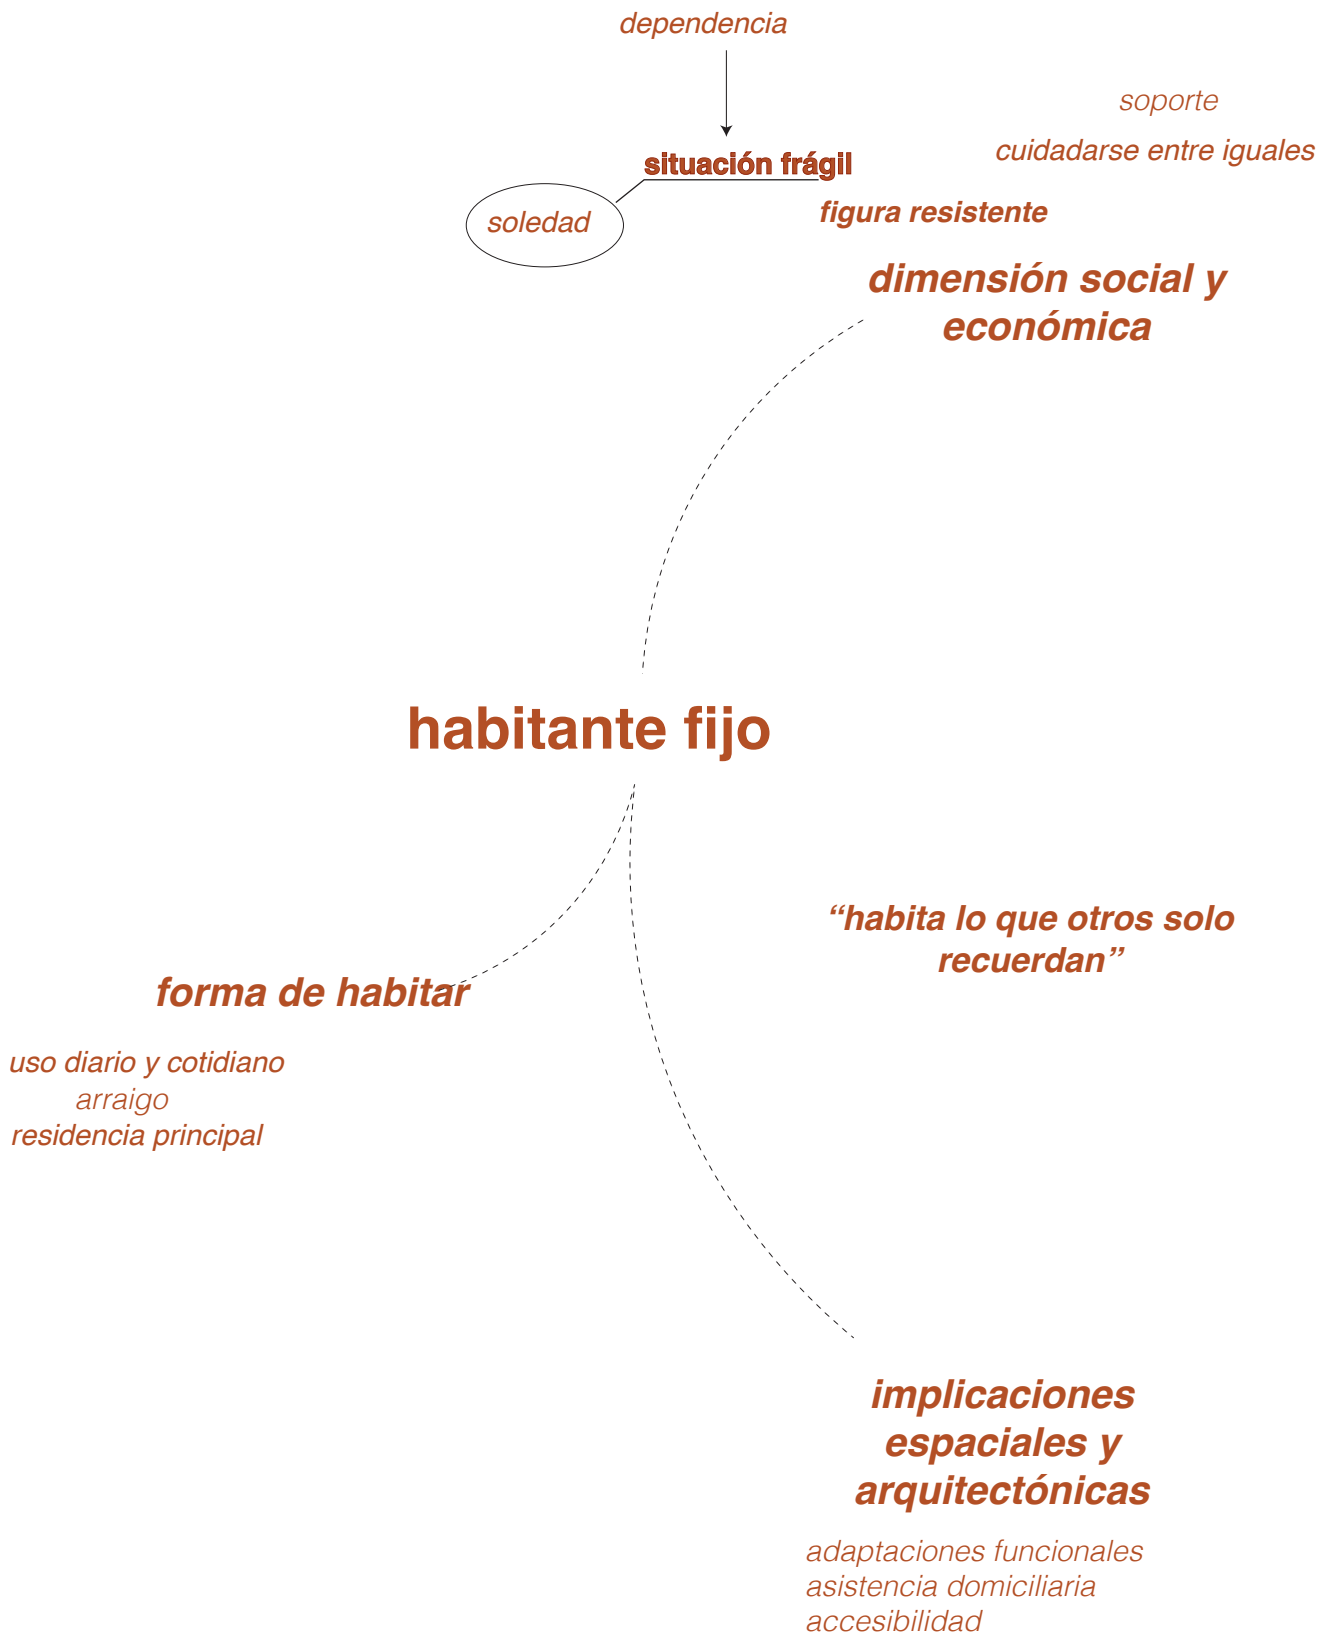 dependencia
soporte
cuidadarse entre iguales
situación frágil
figura resistente
soledad
dimensión social y
económica
habitante fijo
“habita lo que otros solo
recuerdan”
forma de habitar
uso diario y cotidiano
arraigo
residencia principal
implicaciones
espaciales y
arquitectónicas
adaptaciones funcionales
asistencia domiciliaria
accesibilidad